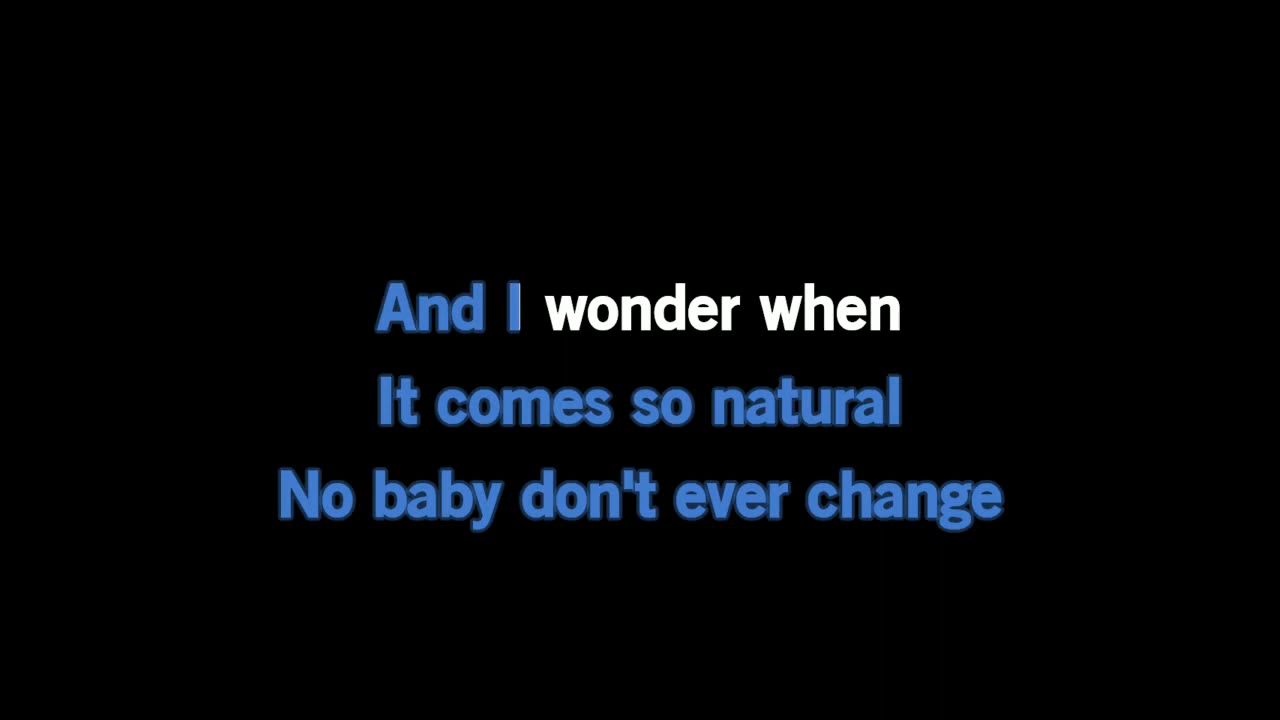 And I wonder when
It comes so natural
No baby don't ever change